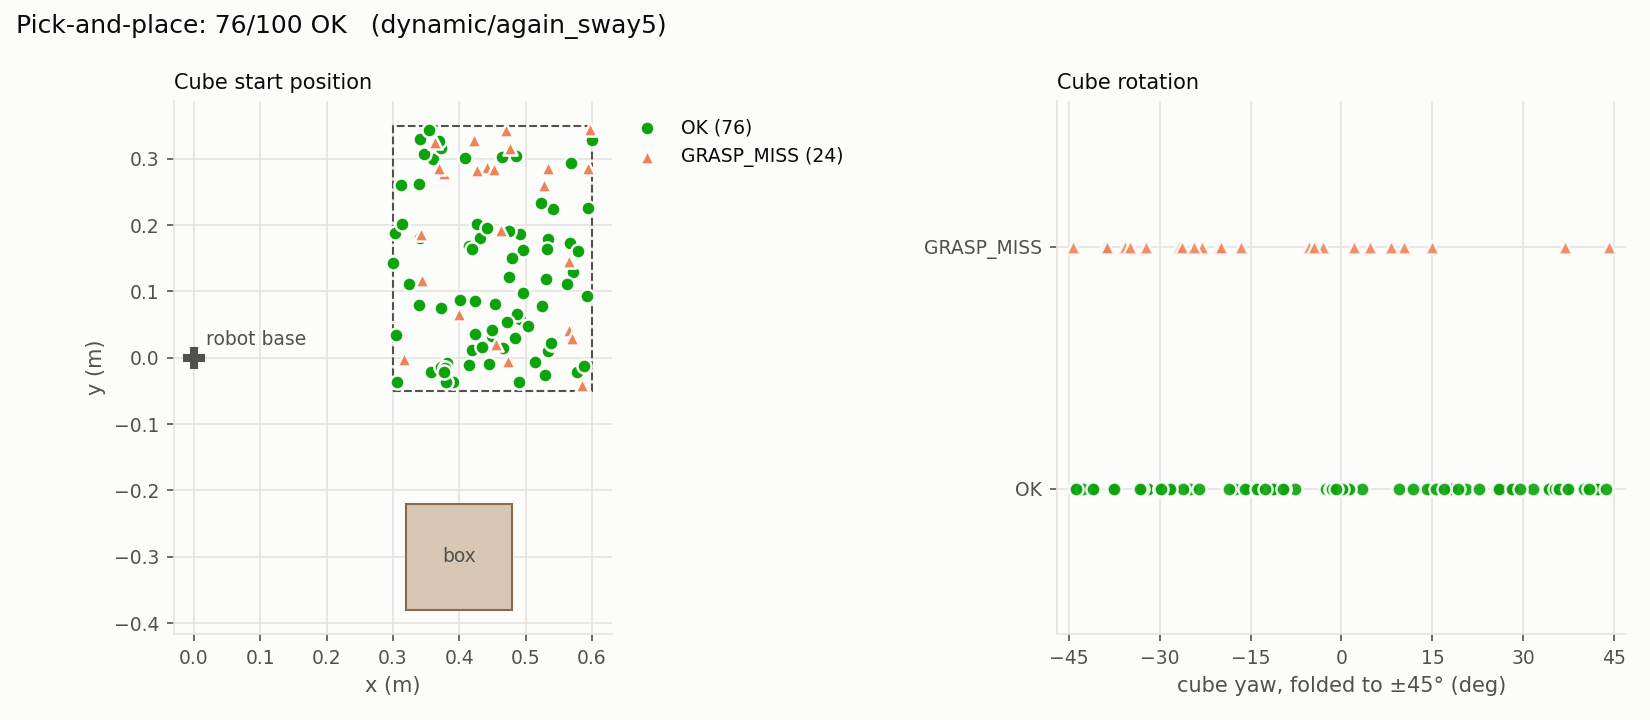 Pick-and-place: 76/100 OK   (dynamic/again_sway5)
Cube start position
OK (76)
GRASP_MISS (24)
robot base
box
0.3
0.2
0.1
0.0
−0.1
−0.2
−0.3
−0.4
y (m)
0.0 0.1 0.2 0.3 0.4 0.5 0.6
x (m)
Cube rotation
GRASP_MISS
OK
−45 −30 −15 0 15 30 45
cube yaw, folded to ±45° (deg)